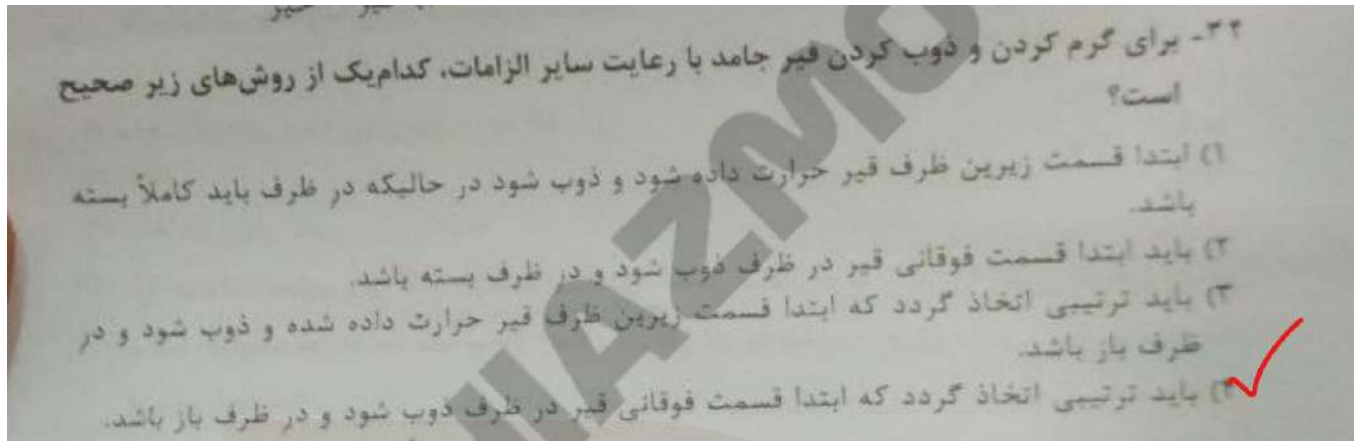 ۳۴- برای گرم کردن و ذوب کردن قیر جامد با رعایت سایر الزامات، کدام‌یک از روش‌های زیر صحیح
است؟
۱) ابتدا قسمت زیرین ظرف قیر حرارت داده شود و ذوب شود در حالیکه در ظرف باید کاملاً بسته
باشد.
۲) باید ابتدا قسمت فوقانی قیر در ظرف ذوب شود و در ظرف بسته باشد.
۳) باید ترتیبی اتخاذ گردد که ابتدا قسمت زیرین ظرف قیر حرارت داده شده و ذوب شود و در
ظرف باز باشد.
۴) باید ترتیبی اتخاذ گردد که ابتدا قسمت فوقانی قیر در ظرف ذوب شود و در ظرف باز باشد.